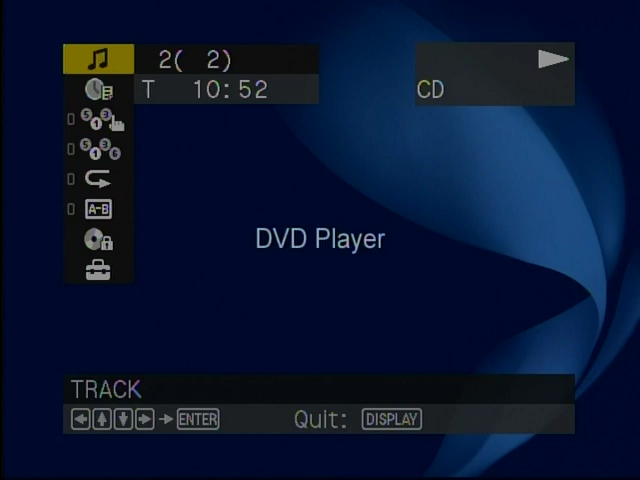 2( 2)
T 10:52
CD
A-B
DVD Player
TRACK
ENTER Quit: DISPLAY